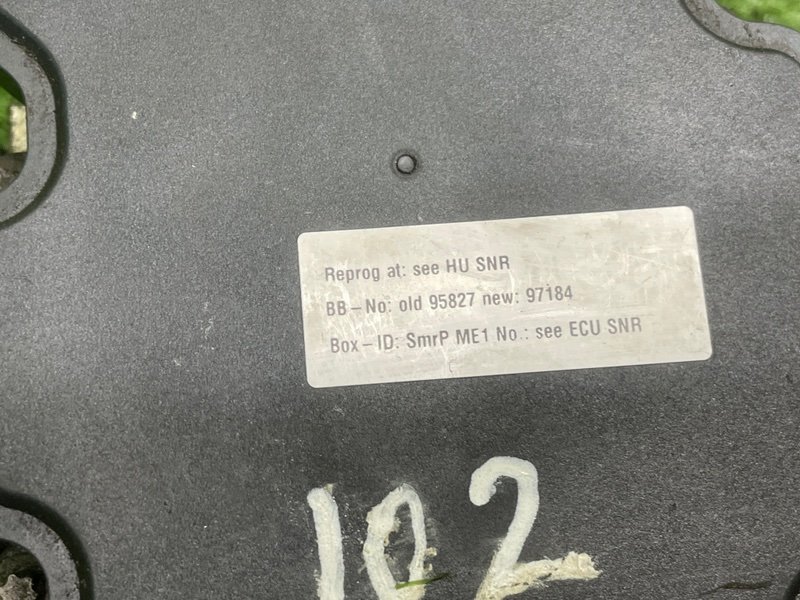 Reprog at: see HU SNR
BB-No: old 95827 new: 97184
Box-ID: SmrP ME1 No.: see ECU SNR
102